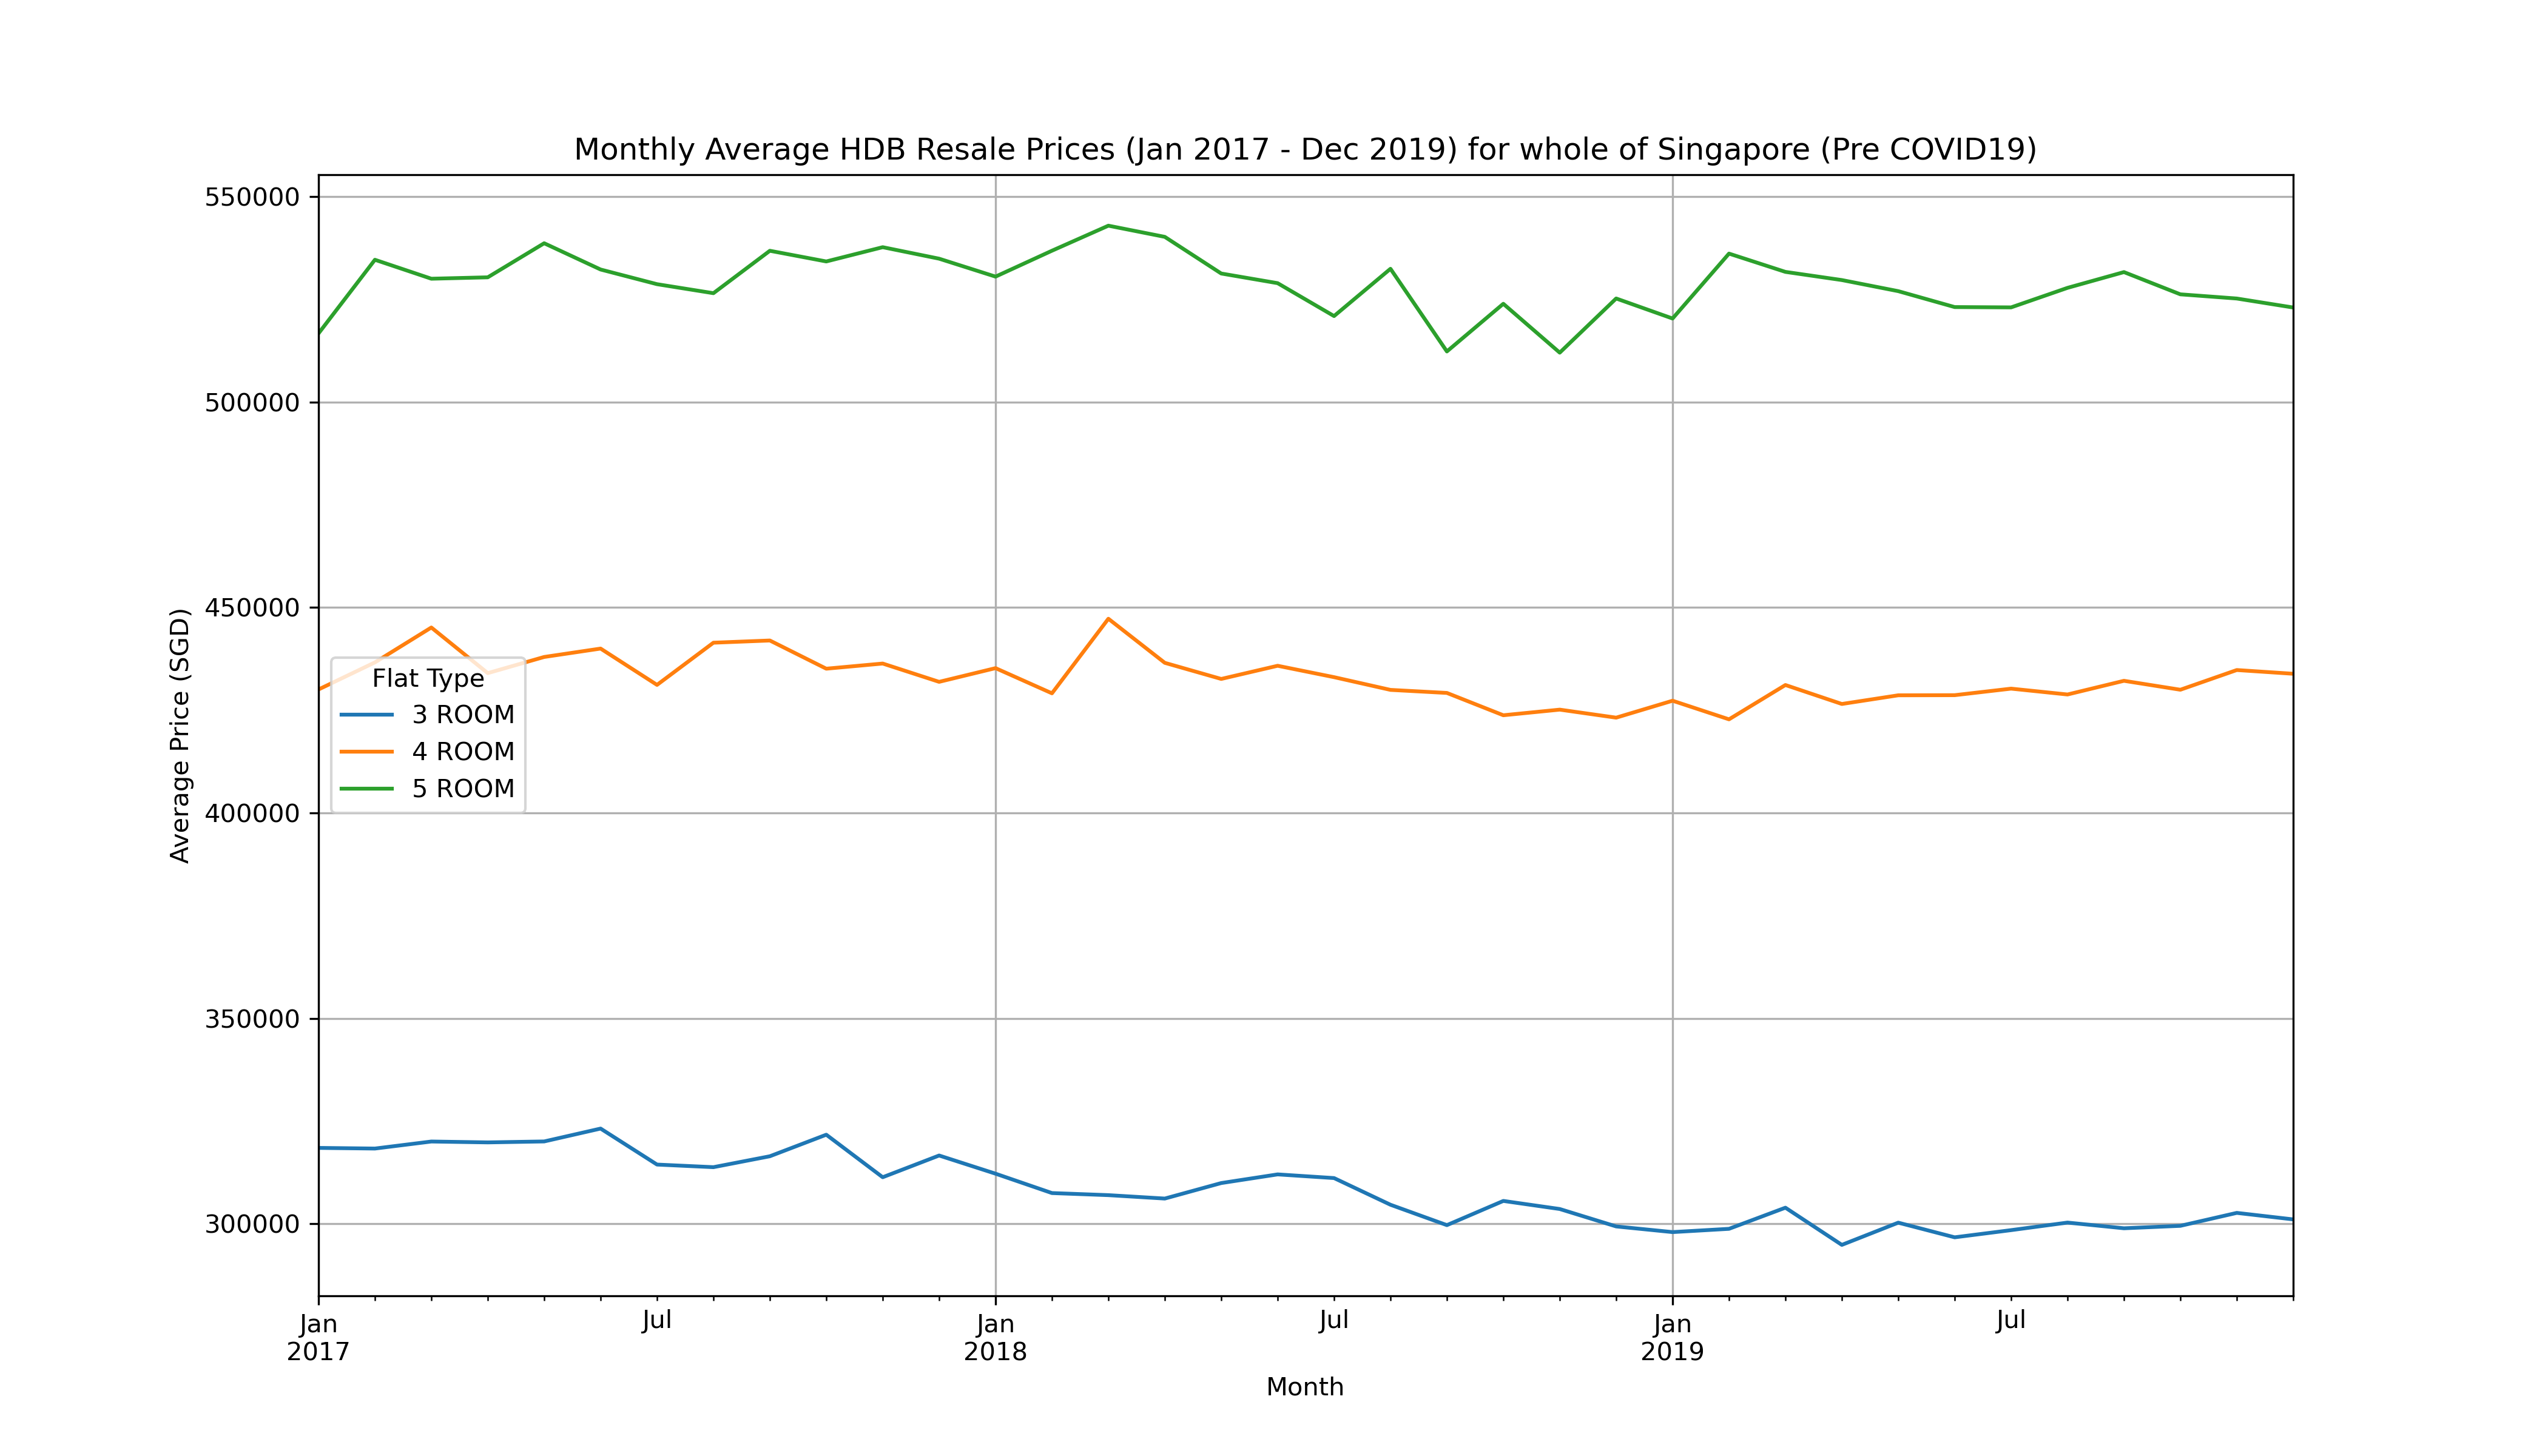 Monthly Average HDB Resale Prices (Jan 2017 - Dec 2019) for whole of Singapore (Pre COVID19)
550000
500000
450000
400000
350000
300000
Average Price (SGD)
Flat Type
3 ROOM
4 ROOM
5 ROOM
Jan Jul Jan Jul Jan Jul
2017 2018 2019
Month